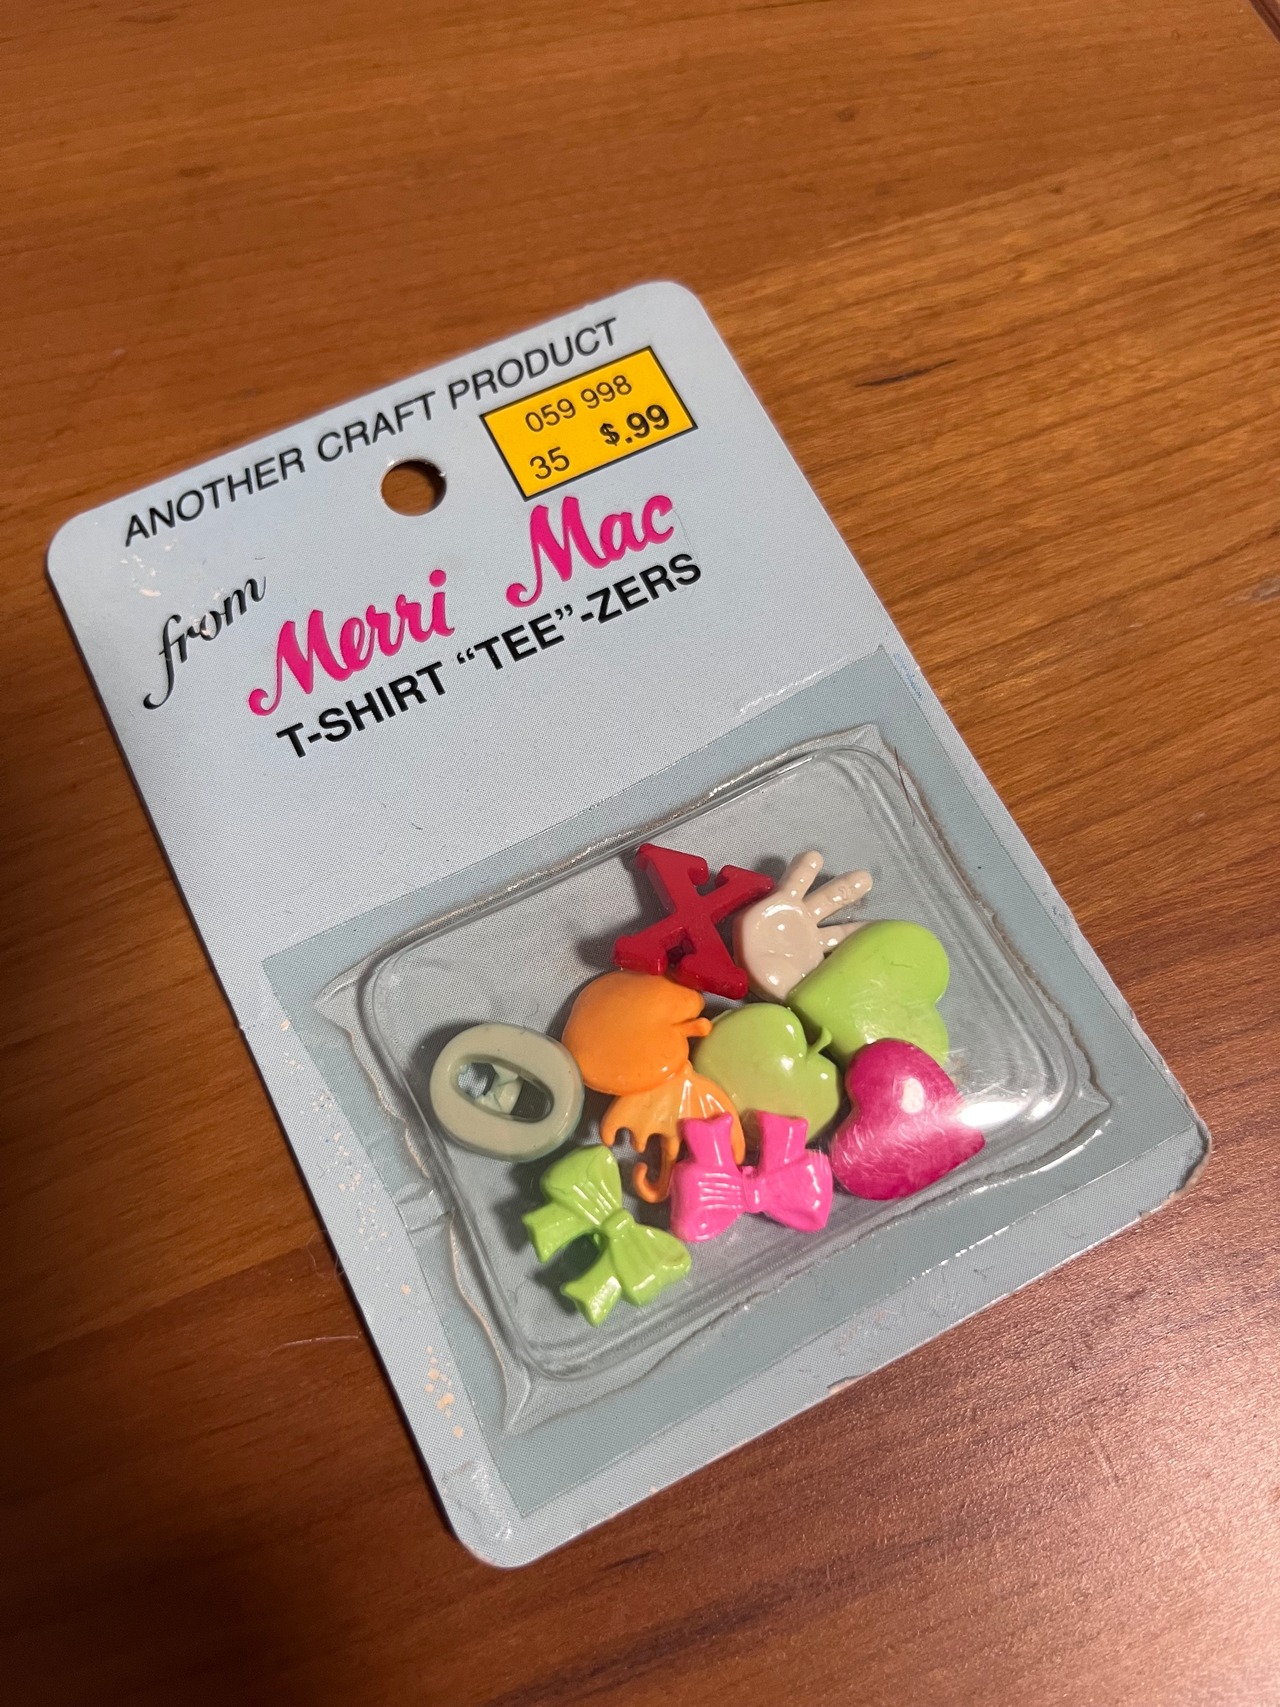 ANOTHER CRAFT PRODUCT
059 998
35 $.99
from Merri Mac
T-SHIRT “TEE”-ZERS
X
O